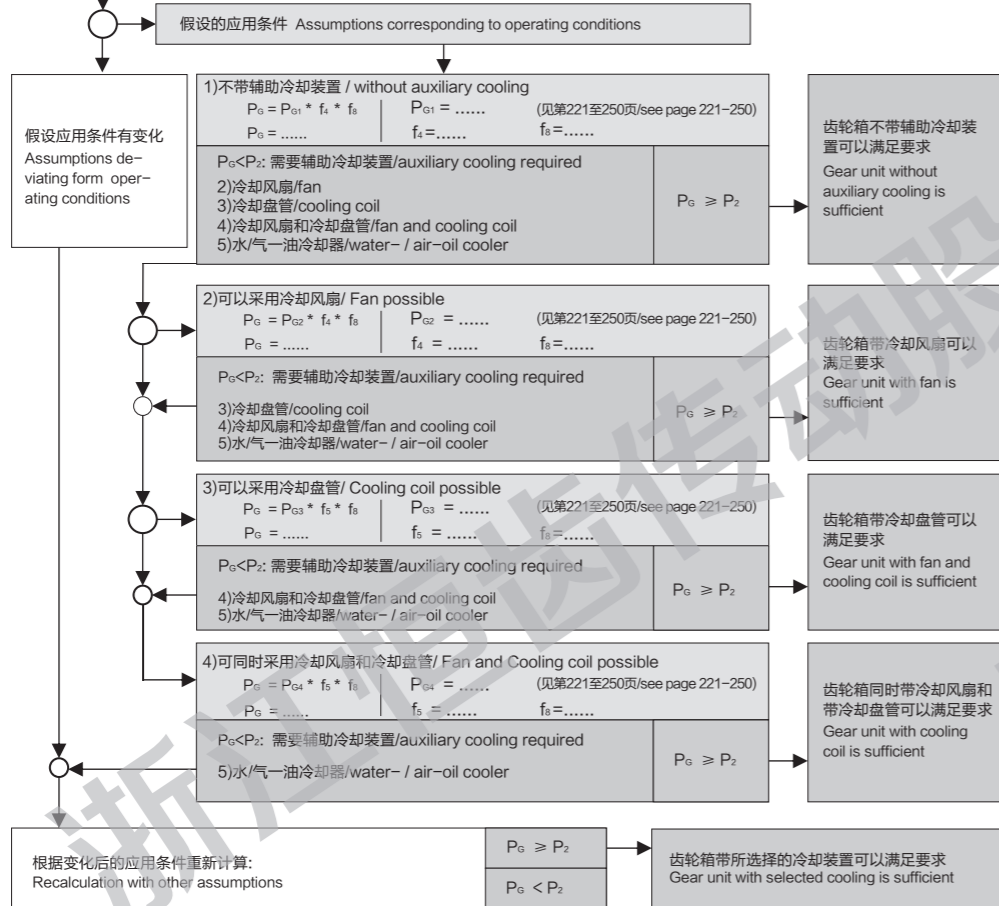 假设的应用条件 Assumptions corresponding to operating conditions
假设应用条件有变化
Assumptions de-
viating form oper-
ating conditions
1)不带辅助冷却装置 / without auxiliary cooling
PG = PG1 * f4 * f8 PG1 = ...... (见第221至250页/see page 221-250)
PG = ...... f4 =...... f8 =......
PG<P2: 需要辅助冷却装置/auxiliary cooling required
2)冷却风扇/fan
3)冷却盘管/cooling coil
4)冷却风扇和冷却盘管/fan and cooling coil
5)水/气一油冷却器/water- / air-oil cooler
PG ≥ P2
齿轮箱不带辅助冷却装
置可以满足要求
Gear unit without
auxiliary cooling is
sufficient
2)可以采用冷却风扇/ Fan possible
PG = PG2 * f4 * f8 PG2 = ...... (见第221至250页/see page 221-250)
PG = ...... f4 = ...... f8 =......
PG<P2: 需要辅助冷却装置/auxiliary cooling required
3)冷却盘管/cooling coil
4)冷却风扇和冷却盘管/fan and cooling coil
5)水/气一油冷却器/water- / air-oil cooler
PG ≥ P2
齿轮箱带冷却风扇可以
满足要求
Gear unit with fan is
sufficient
3)可以采用冷却盘管/ Cooling coil possible
PG = PG3 * f5 * f8 PG3 = ...... (见第221至250页/see page 221-250)
PG = ...... f5 = ...... f8 =......
PG<P2: 需要辅助冷却装置/auxiliary cooling required
4)冷却风扇和冷却盘管/fan and cooling coil
5)水/气一油冷却器/water- / air-oil cooler
PG ≥ P2
齿轮箱带冷却盘管可以
满足要求
Gear unit with fan and
cooling coil is sufficient
4)可同时采用冷却风扇和冷却盘管/ Fan and Cooling coil possible
PG = PG4 * f5 * f8 PG4 = ...... (见第221至250页/see page 221-250)
PG = ...... f5 = ...... f8 =......
PG<P2: 需要辅助冷却装置/auxiliary cooling required
5)水/气一油冷却器/water- / air-oil cooler
PG ≥ P2
齿轮箱同时带冷却风扇和
带冷却盘管可以满足要求
Gear unit with cooling
coil is sufficient
根据变化后的应用条件重新计算:
Recalculation with other assumptions
PG ≥ P2
PG < P2
齿轮箱带所选择的冷却装置可以满足要求
Gear unit with selected cooling is sufficient
浙江恒齿传动股